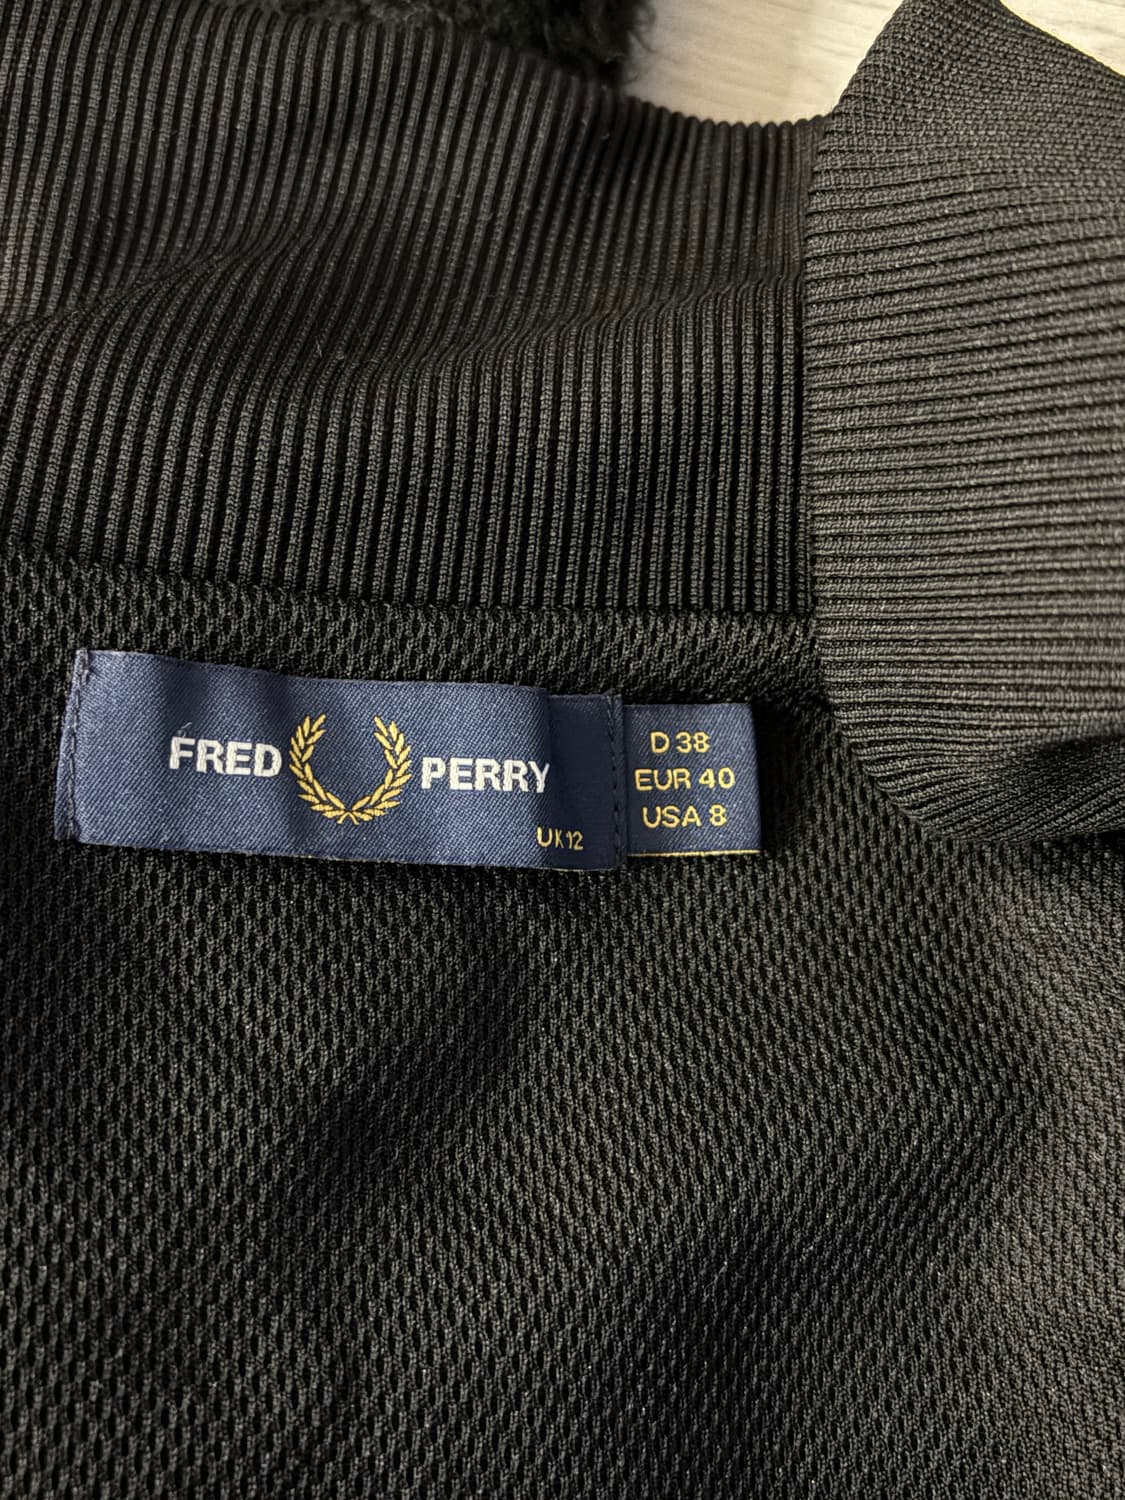 FRED PERRY
UK 12
D 38
EUR 40
USA 8